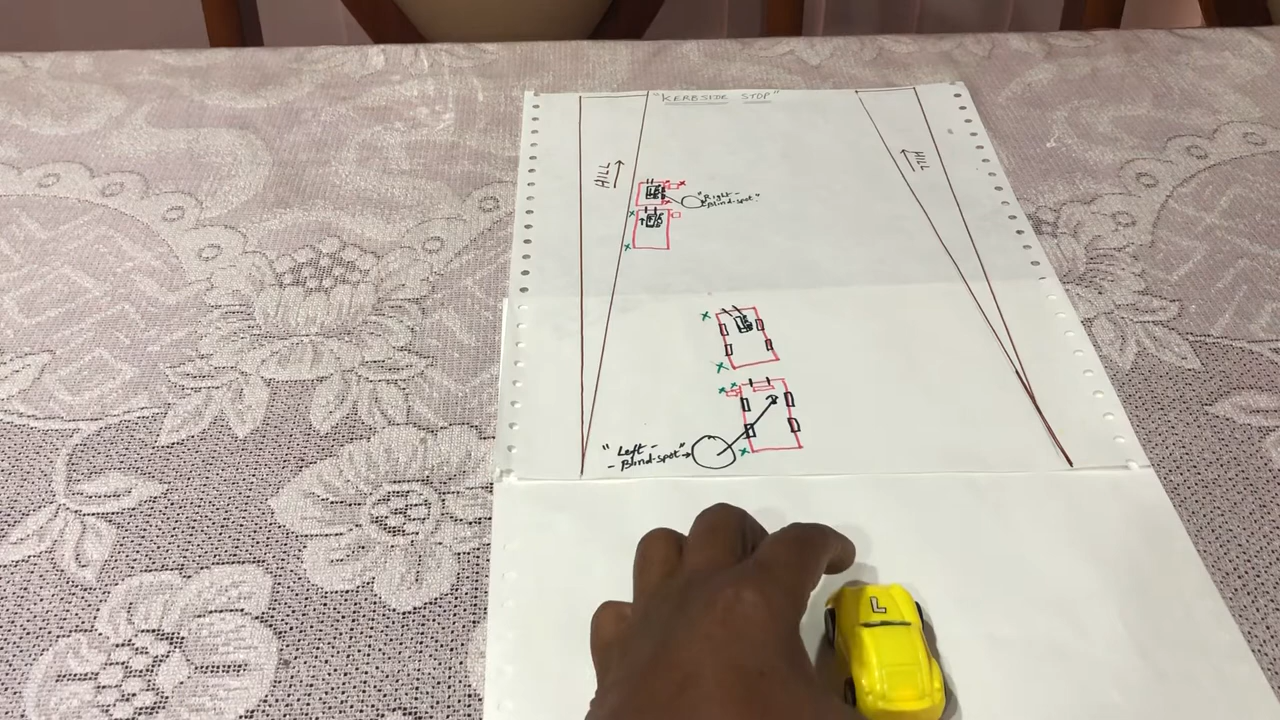 "KERBSIDE STOP"
HILL
HILL
"Right-
Blind-spot"
"Left-
-Blind-spot"
L